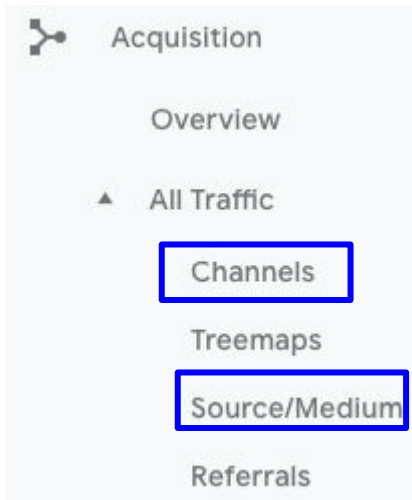 Acquisition
Overview
All Traffic
Channels
Treemaps
Source/Medium
Referrals